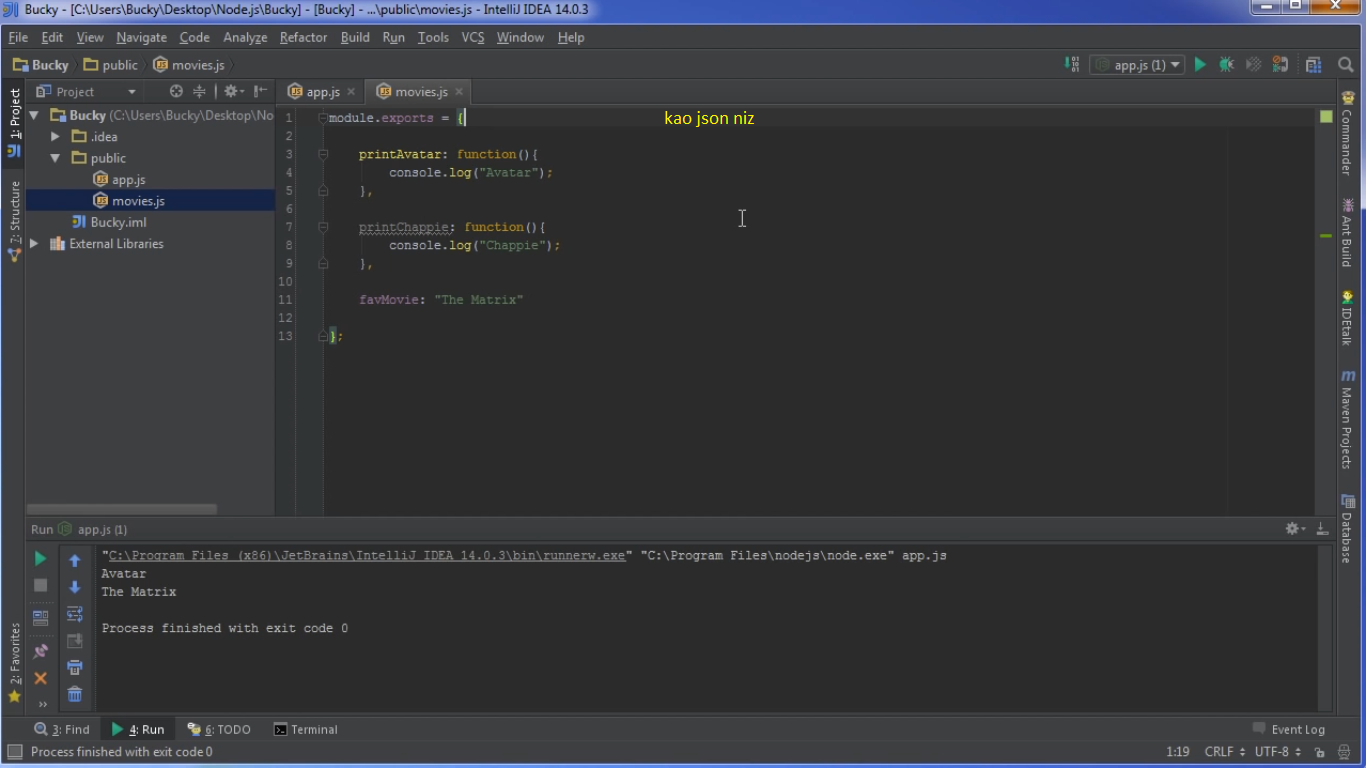 Bucky - [C:\Users\Bucky\Desktop\Node.js\Bucky] - [Bucky] - ...\public\movies.js - IntelliJ IDEA 14.0.3
File Edit View Navigate Code Analyze Refactor Build Run Tools VCS Window Help
Bucky public movies.js app.js (1)
1: Project
7: Structure
2: Favorites
Project
Bucky (C:\Users\Bucky\Desktop\No
.idea
public
app.js
movies.js
Bucky.iml
External Libraries
app.js movies.js
1 module.exports = { kao json niz
2
3 printAvatar: function(){
4 console.log("Avatar");
5 },
6
7 printChappie: function(){
8 console.log("Chappie");
9 },
10
11 favMovie: "The Matrix"
12
13 };
Commander
Ant Build
IDEtalk
m Maven Projects
Database
Run app.js (1)
"C:\Program Files (x86)\JetBrains\IntelliJ IDEA 14.0.3\bin\runnerw.exe" "C:\Program Files\nodejs\node.exe" app.js
Avatar
The Matrix
Process finished with exit code 0
3: Find 4: Run 6: TODO Terminal Event Log
Process finished with exit code 0 1:19 CRLF UTF-8